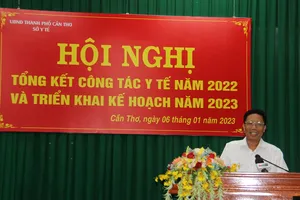 UBND THÀNH PHỐ CẦN THƠ
SỞ Y TẾ
HỘI NGHỊ
TỔNG KẾT CÔNG TÁC Y TẾ NĂM 2022
VÀ TRIỂN KHAI KẾ HOẠCH NĂM 2023
Cần Thơ, ngày 06 tháng 01 năm 2023